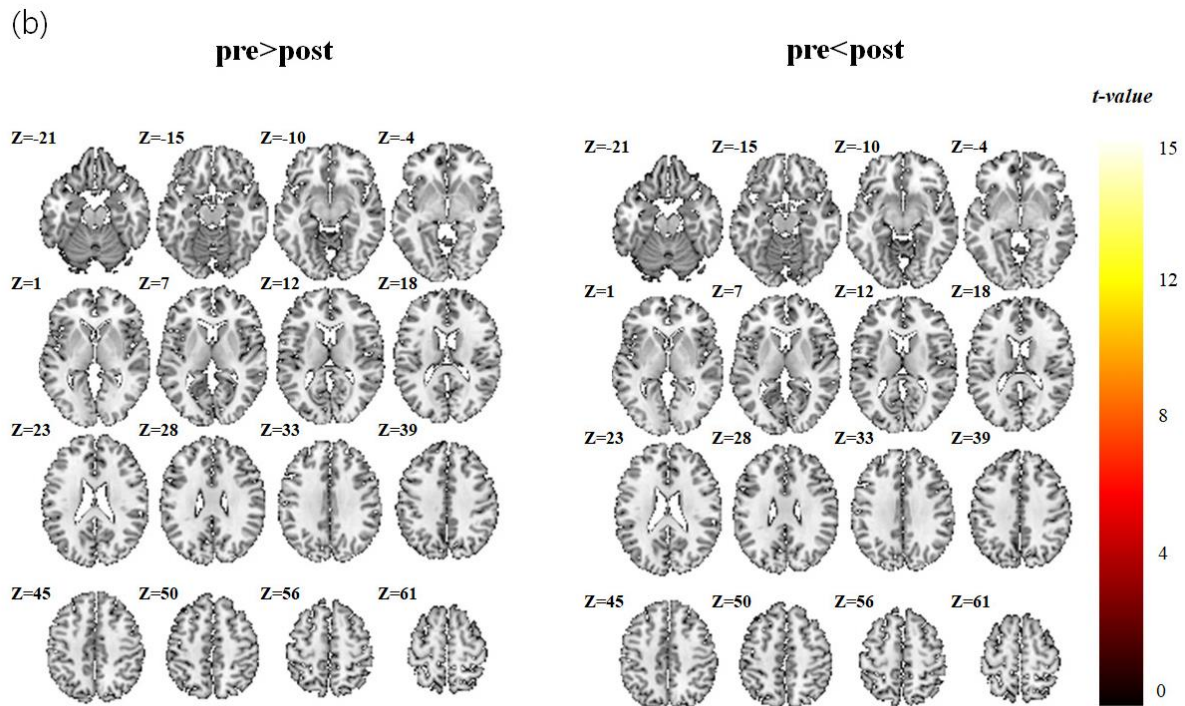 (b)
pre>post
pre<post
t-value
Z=-21 Z=-15 Z=-10 Z=-4
Z=1 Z=7 Z=12 Z=18
Z=23 Z=28 Z=33 Z=39
Z=45 Z=50 Z=56 Z=61
Z=-21 Z=-15 Z=-10 Z=-4
Z=1 Z=7 Z=12 Z=18
Z=23 Z=28 Z=33 Z=39
Z=45 Z=50 Z=56 Z=61
15
12
8
4
0